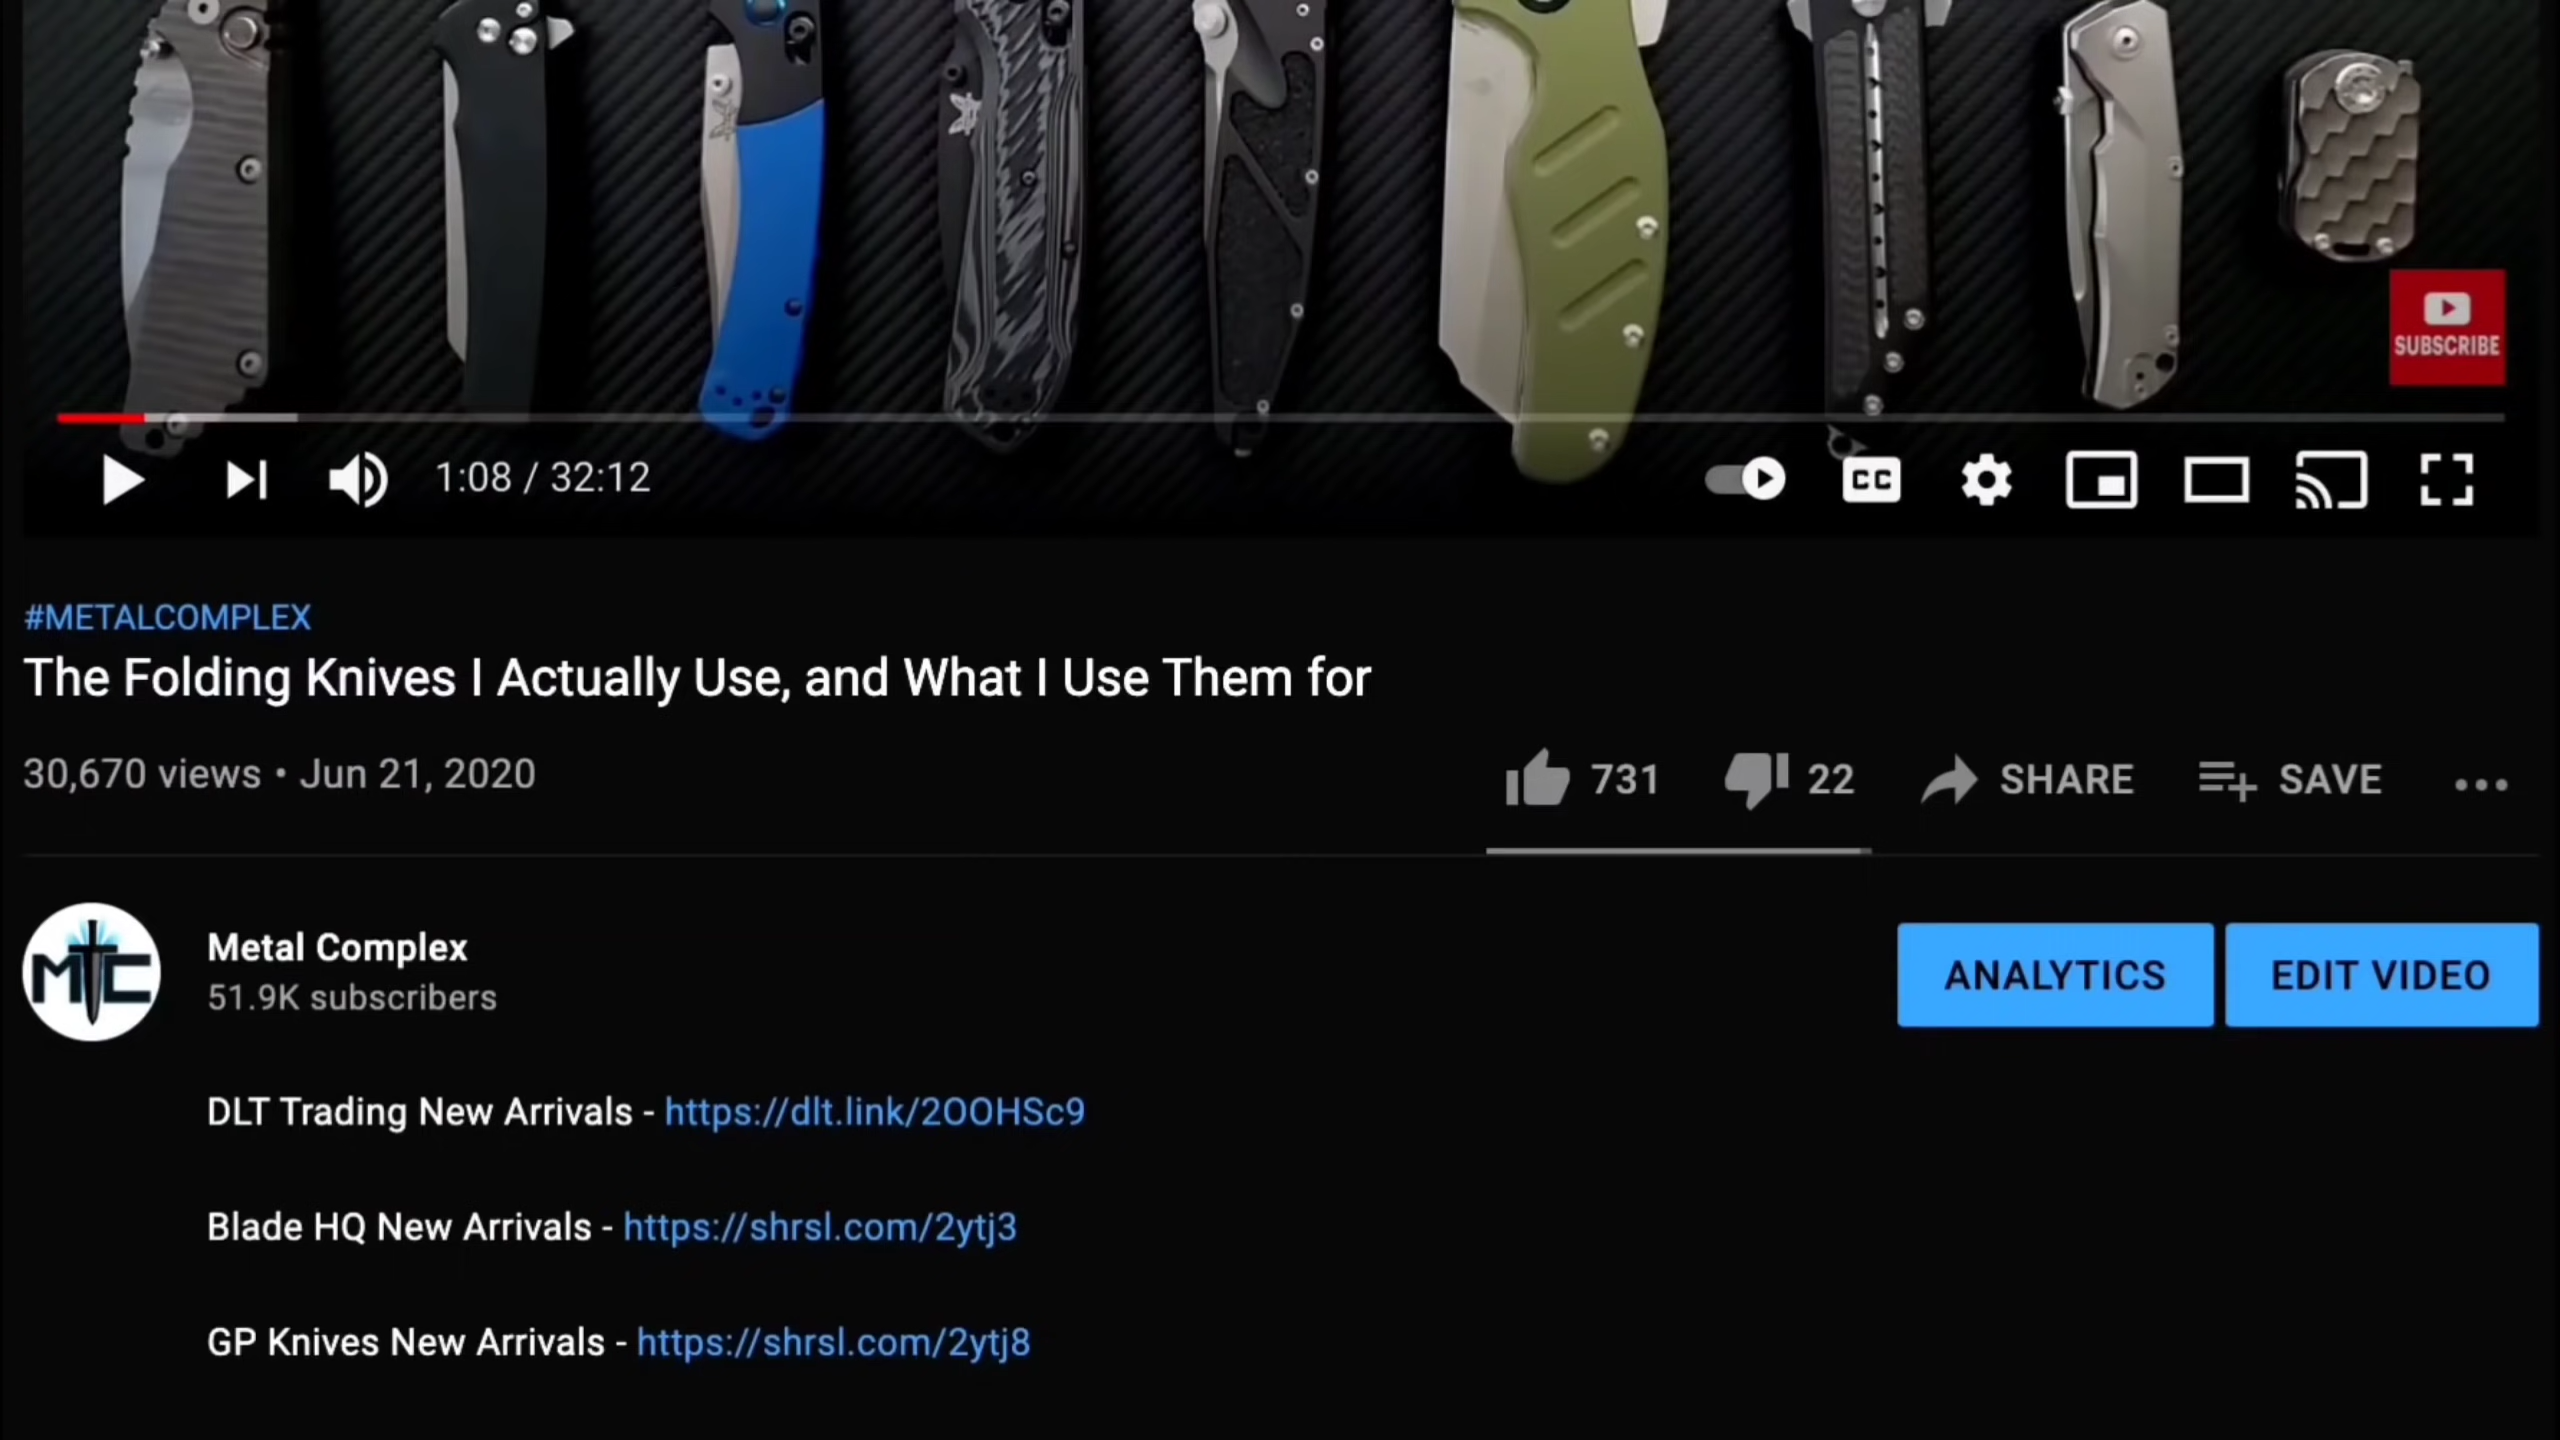 SUBSCRIBE
1:08 / 32:12
CC
#METALCOMPLEX
The Folding Knives I Actually Use, and What I Use Them for
30,670 views • Jun 21, 2020
731 22 SHARE SAVE
MTC
Metal Complex
51.9K subscribers
ANALYTICS EDIT VIDEO
DLT Trading New Arrivals - https://dlt.link/2OOHSc9
Blade HQ New Arrivals - https://shrsl.com/2ytj3
GP Knives New Arrivals - https://shrsl.com/2ytj8